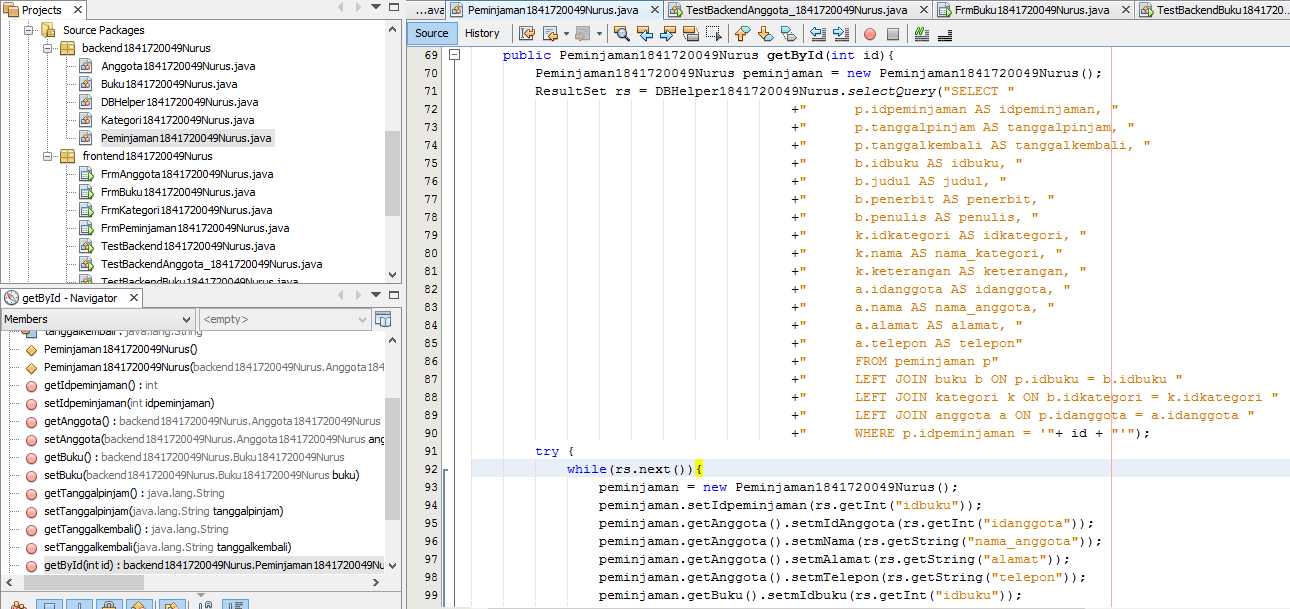 Projects
Source Packages
backend1841720049Nurus
Anggota1841720049Nurus.java
Buku1841720049Nurus.java
DBHelper1841720049Nurus.java
Kategori1841720049Nurus.java
Peminjaman1841720049Nurus.java
frontend1841720049Nurus
FrmAnggota1841720049Nurus.java
FrmBuku1841720049Nurus.java
FrmKategori1841720049Nurus.java
FrmPeminjaman1841720049Nurus.java
TestBackend1841720049Nurus.java
TestBackendAnggota_1841720049Nurus.java
TestBackendBuku1841720049Nurus.java
getById - Navigator
Members
<empty>
tanggalkembali : java.lang.String
Peminjaman1841720049Nurus()
Peminjaman1841720049Nurus(backend1841720049Nurus.Anggota184
getIdpeminjaman() : int
setIdpeminjaman(int idpeminjaman)
getAnggota() : backend1841720049Nurus.Anggota1841720049Nurus
setAnggota(backend1841720049Nurus.Anggota1841720049Nurus ang
getBuku() : backend1841720049Nurus.Buku1841720049Nurus
setBuku(backend1841720049Nurus.Buku1841720049Nurus buku)
getTanggalpinjam() : java.lang.String
setTanggalpinjam(java.lang.String tanggalpinjam)
getTanggalkembali() : java.lang.String
setTanggalkembali(java.lang.String tanggalkembali)
getById(int id) : backend1841720049Nurus.Peminjaman1841720049Nu
...ava
Peminjaman1841720049Nurus.java
TestBackendAnggota_1841720049Nurus.java
FrmBuku1841720049Nurus.java
TestBackendBuku1841720...
Source History
69 public Peminjaman1841720049Nurus getById(int id){
70 Peminjaman1841720049Nurus peminjaman = new Peminjaman1841720049Nurus();
71 ResultSet rs = DBHelper1841720049Nurus.selectQuery("SELECT "
72 +" p.idpeminjaman AS idpeminjaman, "
73 +" p.tanggalpinjam AS tanggalpinjam, "
74 +" p.tanggalkembali AS tanggalkembali, "
75 +" b.idbuku AS idbuku, "
76 +" b.judul AS judul, "
77 +" b.penerbit AS penerbit, "
78 +" b.penulis AS penulis, "
79 +" k.idkategori AS idkategori, "
80 +" k.nama AS nama_kategori, "
81 +" k.keterangan AS keterangan, "
82 +" a.idanggota AS idanggota, "
83 +" a.nama AS nama_anggota, "
84 +" a.alamat AS alamat, "
85 +" a.telepon AS telepon"
86 +" FROM peminjaman p"
87 +" LEFT JOIN buku b ON p.idbuku = b.idbuku "
88 +" LEFT JOIN kategori k ON b.idkategori = k.idkategori "
89 +" LEFT JOIN anggota a ON p.idanggota = a.idanggota "
90 +" WHERE p.idpeminjaman = '"+ id + "'");
91 try {
92 while(rs.next()){
93 peminjaman = new Peminjaman1841720049Nurus();
94 peminjaman.setIdpeminjaman(rs.getInt("idbuku"));
95 peminjaman.getAnggota().setmIdAnggota(rs.getInt("idanggota"));
96 peminjaman.getAnggota().setmNama(rs.getString("nama_anggota"));
97 peminjaman.getAnggota().setmAlamat(rs.getString("alamat"));
98 peminjaman.getAnggota().setmTelepon(rs.getString("telepon"));
99 peminjaman.getBuku().setmIdbuku(rs.getInt("idbuku"));